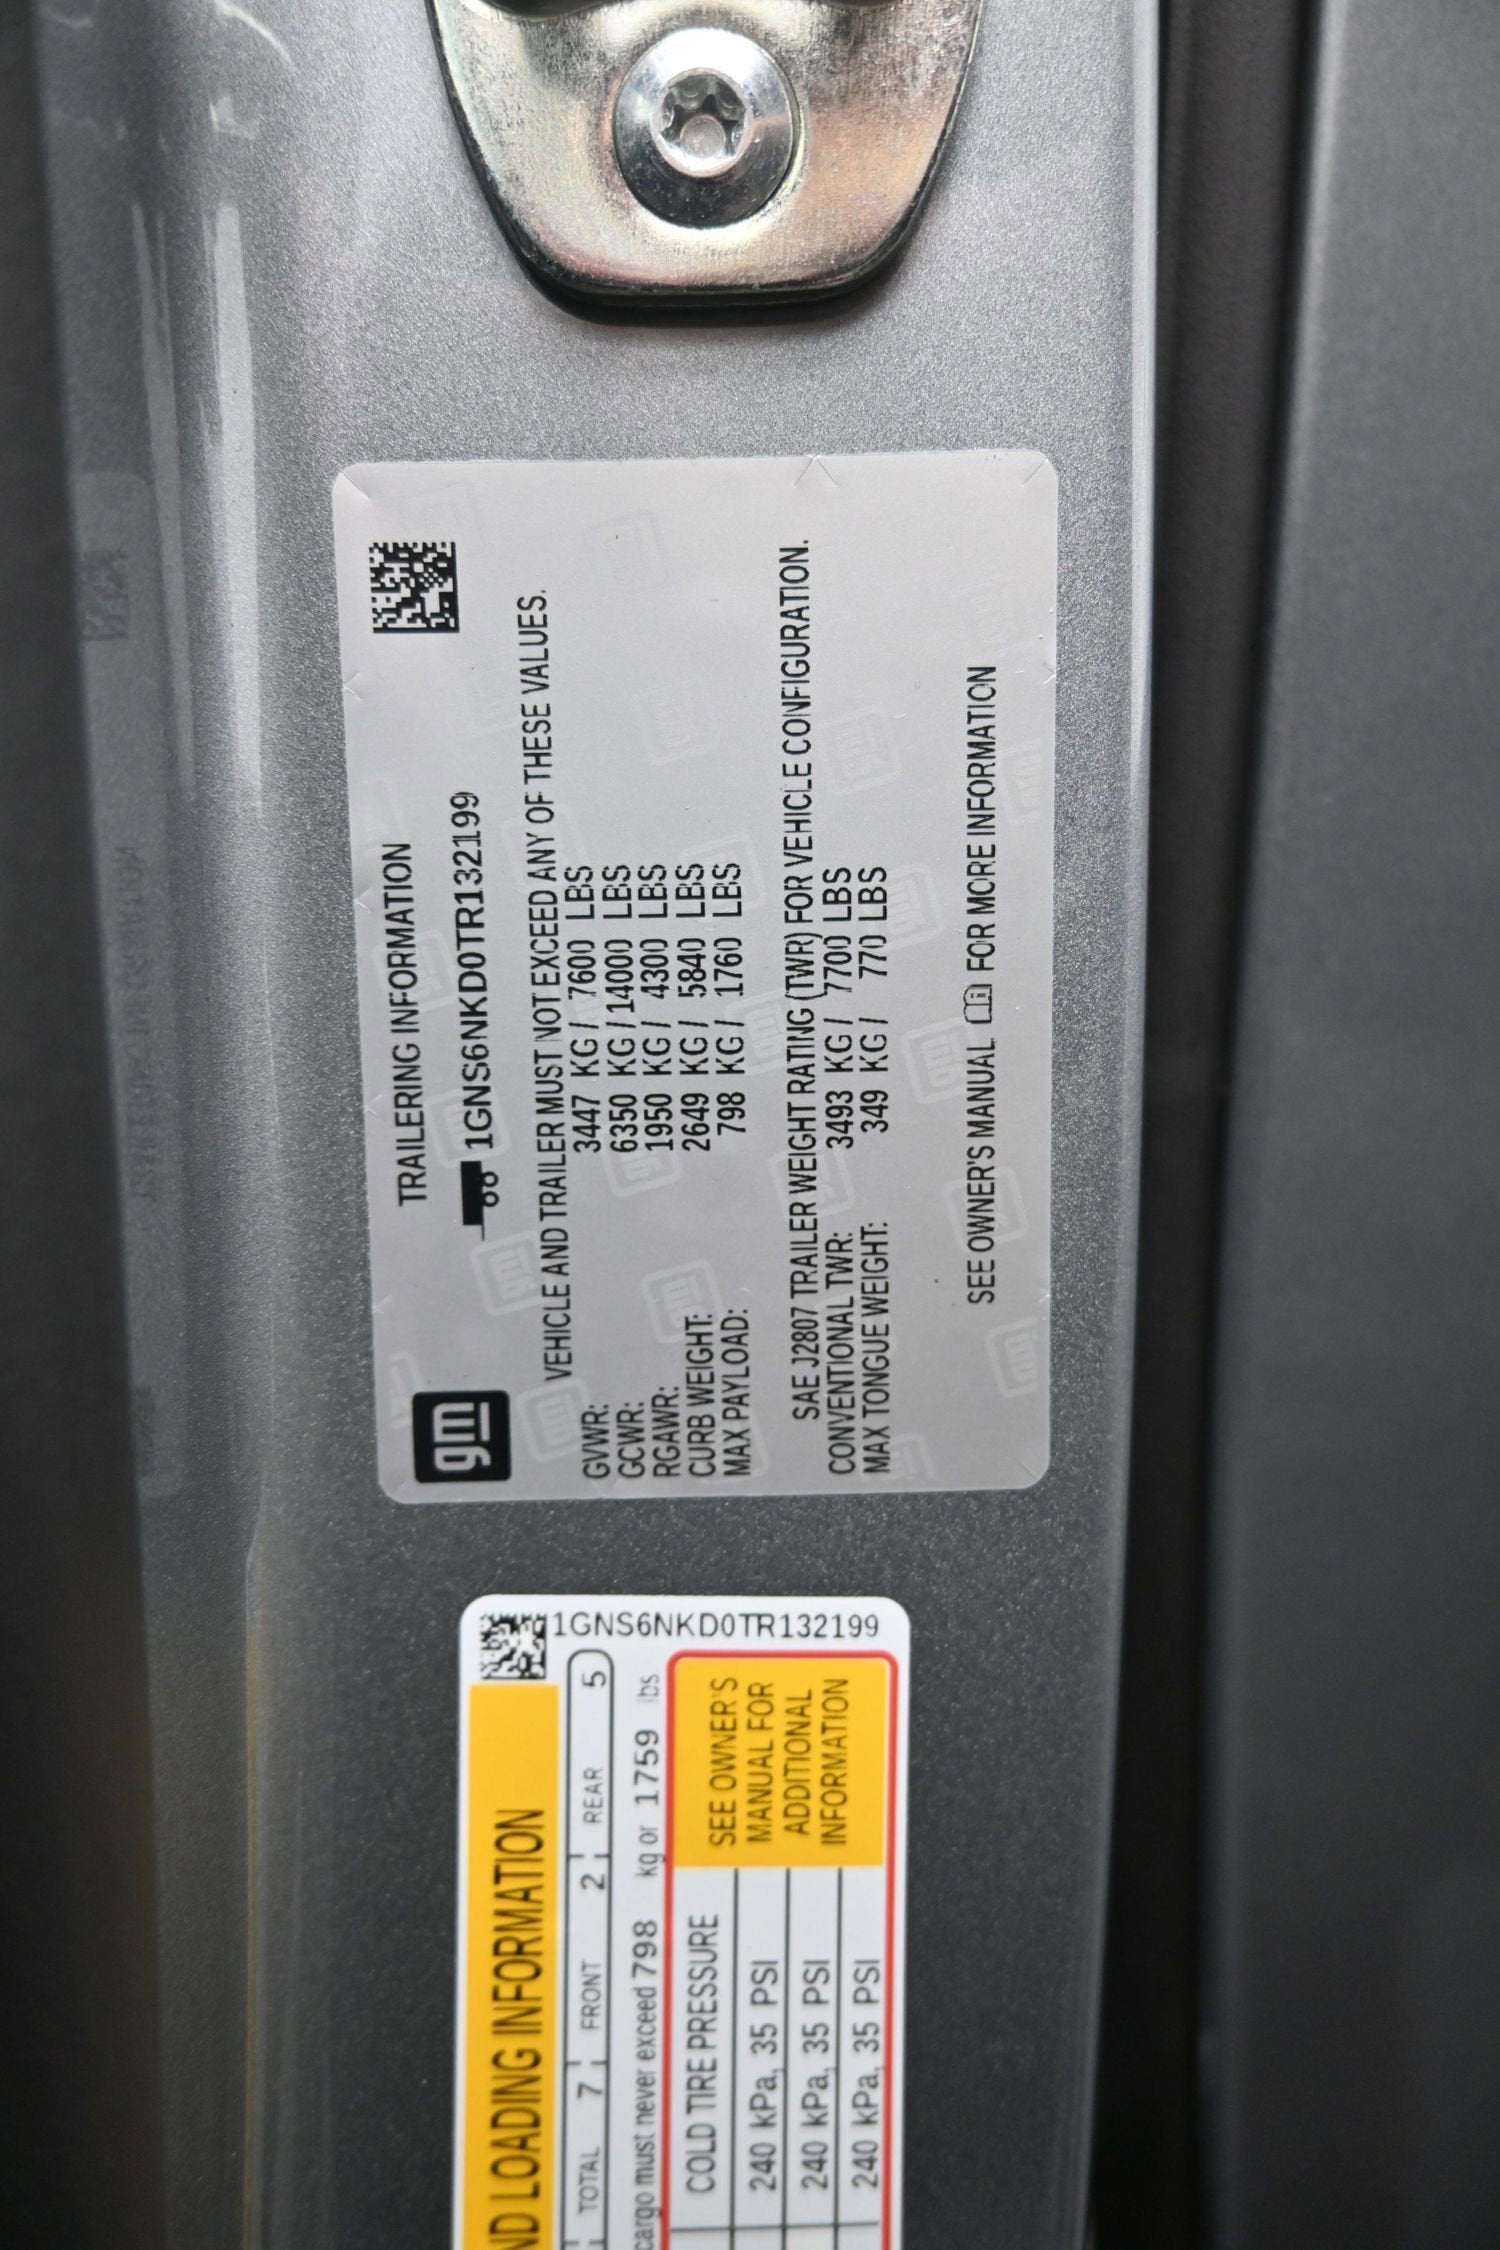 gm
TRAILERING INFORMATION
1GNS6NKD0TR132199
VEHICLE AND TRAILER MUST NOT EXCEED ANY OF THESE VALUES.
GVWR: 3447 KG / 7600 LBS
GCWR: 6350 KG / 14000 LBS
RGAWR: 1950 KG / 4300 LBS
CURB WEIGHT: 2649 KG / 5840 LBS
MAX PAYLOAD: 798 KG / 1760 LBS
SAE J2807 TRAILER WEIGHT RATING (TWR) FOR VEHICLE CONFIGURATION.
CONVENTIONAL TWR: 3493 KG / 7700 LBS
MAX TONGUE WEIGHT: 349 KG / 770 LBS
SEE OWNER'S MANUAL FOR MORE INFORMATION
1GNS6NKD0TR132199
ND LOADING INFORMATION
TOTAL 7 FRONT 2 REAR 5
cargo must never exceed 798 kg or 1759 lbs
COLD TIRE PRESSURE
240 kPa, 35 PSI
240 kPa, 35 PSI
240 kPa, 35 PSI
SEE OWNER'S
MANUAL FOR
ADDITIONAL
INFORMATION